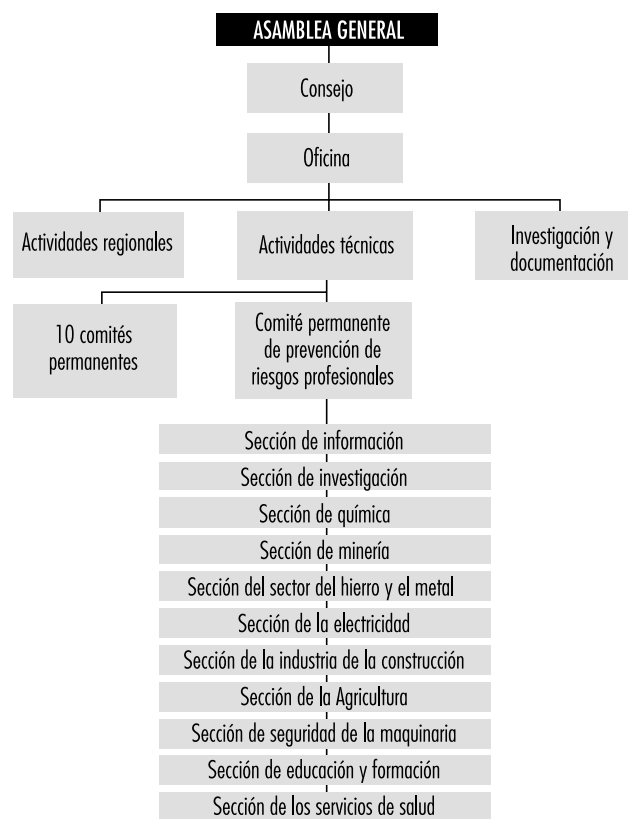 ASAMBLEA GENERAL
Consejo
Oficina
Actividades regionales
Actividades técnicas
Investigación y
documentación
10 comités
permanentes
Comité permanente
de prevención de
riesgos profesionales
Sección de información
Sección de investigación
Sección de química
Sección de minería
Sección del sector del hierro y el metal
Sección de la electricidad
Sección de la industria de la construcción
Sección de la Agricultura
Sección de seguridad de la maquinaria
Sección de educación y formación
Sección de los servicios de salud